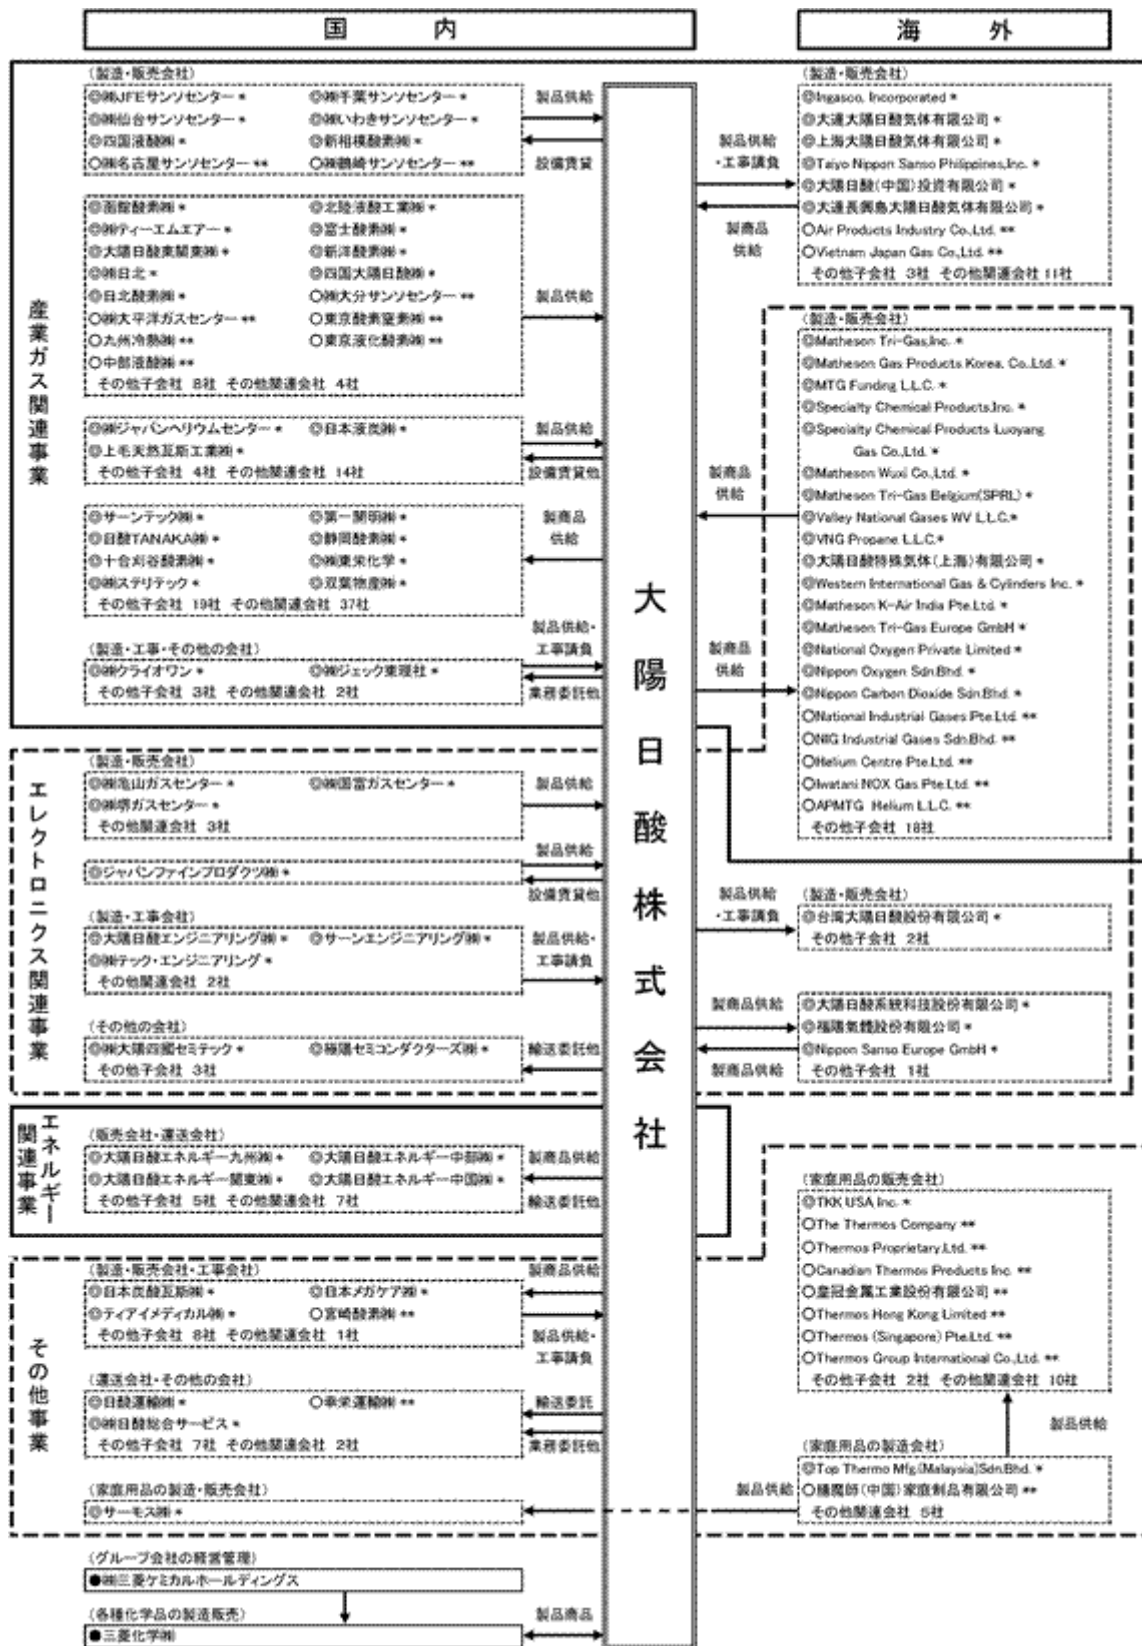 国内
海外
産業ガス関連事業
(製造・販売会社)
◎㈱JFEサンソセンター * ◎㈱千葉サンソセンター *
◎㈱仙台サンソセンター * ◎㈱いわきサンソセンター *
◎四国液酸㈱ * ◎新相模酸素㈱ *
○㈱名古屋サンソセンター ** ○㈱鶴崎サンソセンター **
製品供給
設備賃貸
◎函館酸素㈱ * ◎北陸液酸工業㈱ *
◎㈱ティーエムエアー * ◎富士酸素㈱ *
◎大陽日酸東関東㈱ * ◎新洋酸素㈱ *
◎㈱日北 * ◎四国大陽日酸㈱ *
◎日北酸素㈱ * ○㈱大分サンソセンター **
○㈱太平洋ガスセンター ** ○東京酸素窒素㈱ **
○九州冷熱㈱ ** ○東京液化酸素㈱ **
○中部液酸㈱ **
その他子会社 8社 その他関連会社 4社
製品供給
◎㈱ジャパンヘリウムセンター * ◎日本液炭㈱ *
◎上毛天然瓦斯工業㈱ *
その他子会社 4社 その他関連会社 14社
製品供給
設備賃貸他
◎サーンテック㈱ * ◎第一開明㈱ *
◎日酸TANAKA㈱ * ◎静岡酸素㈱ *
◎十合刈谷酸素㈱ * ◎㈱東栄化学 *
◎㈱ステリテック * ◎双葉物産㈱ *
その他子会社 19社 その他関連会社 37社
製商品
供給
(製造・工事・その他の会社)
◎㈱クライオワン * ◎㈱ジェック東理社 *
その他子会社 3社 その他関連会社 2社
製品供給・
工事請負
業務委託他
エレクトロニクス関連事業
(製造・販売会社)
◎㈱亀山ガスセンター * ◎㈱国富ガスセンター *
◎㈱堺ガスセンター *
その他関連会社 3社
製品供給
◎ジャパンファインプロダクツ㈱ *
製品供給
設備賃貸他
(製造・工事会社)
◎大陽日酸エンジニアリング㈱ * ◎サーンエンジニアリング㈱ *
◎㈱テック・エンジニアリング *
その他関連会社 2社
製品供給・
工事請負
(その他の会社)
◎㈱大陽四國セミテック * ◎極陽セミコンダクターズ㈱ *
その他子会社 3社
輸送委託他
エネルギー
関連事業
(販売会社・運送会社)
◎大陽日酸エネルギー九州㈱ * ◎大陽日酸エネルギー中部㈱ *
◎大陽日酸エネルギー関東㈱ * ◎大陽日酸エネルギー中国㈱ *
その他子会社 5社 その他関連会社 7社
製商品供給
輸送委託他
その他事業
(製造・販売会社・工事会社)
◎日本炭酸瓦斯㈱ * ◎日本メガケア㈱ *
◎ティアイメディカル㈱ * ○宮崎酸素㈱ **
その他子会社 8社 その他関連会社 1社
製商品供給
製品供給・
工事請負
(運送会社・その他の会社)
◎日酸運輸㈱ * ○幸栄運輸㈱ **
◎㈱日酸総合サービス *
その他子会社 7社 その他関連会社 2社
輸送委託
業務委託他
(家庭用品の製造・販売会社)
◎サーモス㈱ *
(グループ会社の経営管理)
●㈱三菱ケミカルホールディングス
(各種化学品の製造販売)
●三菱化学㈱
製品商品
大陽日酸株式会社
(製造・販売会社)
◎Ingasco, Incorporated *
◎大連大陽日酸気体有限公司 *
◎上海大陽日酸気体有限公司 *
◎Taiyo Nippon Sanso Philippines,Inc. *
◎大陽日酸(中国)投資有限公司 *
◎大連長興島大陽日酸気体有限公司 *
○Air Products Industry Co.,Ltd. **
○Vietnam Japan Gas Co.,Ltd. **
その他子会社 3社 その他関連会社 11社
製品供給
・工事請負
製商品
供給
(製造・販売会社)
◎Matheson Tri-Gas,Inc. *
◎Matheson Gas Products Korea, Co.,Ltd. *
◎MTG Funding L.L.C. *
◎Specialty Chemical Products,Inc. *
◎Specialty Chemical Products Luoyang
Gas Co.,Ltd. *
◎Matheson Wuxi Co.,Ltd. *
◎Matheson Tri-Gas Belgium(SPRL) *
◎Valley National Gases WV L.L.C.*
◎VNG Propane L.L.C.*
◎大陽日酸特殊気体(上海)有限公司 *
◎Western International Gas & Cylinders Inc. *
◎Matheson K-Air India Pte.Ltd. *
◎Matheson Tri-Gas Europe GmbH *
◎National Oxygen Private Limited *
◎Nippon Oxygen Sdn.Bhd. *
◎Nippon Carbon Dioxide Sdn.Bhd. *
○National Industrial Gases Pte.Ltd. **
○NIG Industrial Gases Sdn.Bhd. **
○Helium Centre Pte.Ltd. **
○Iwatani NOX Gas Pte.Ltd. **
○APMTG Helium L.L.C. **
その他子会社 18社
製商品
供給
製商品
供給
(製造・販売会社)
◎台湾大陽日酸股份有限公司 *
その他子会社 2社
製品供給
・工事請負
◎大陽日酸系統科技股份有限公司 *
◎福陽氣體股份有限公司 *
◎Nippon Sanso Europe GmbH *
その他子会社 1社
製商品供給
製商品供給
(家庭用品の販売会社)
◎TKK USA Inc. *
○The Thermos Company **
○Thermos Proprietary.Ltd. **
○Canadian Thermos Products Inc. **
○皇冠金属工業股份有限公司 **
○Thermos Hong Kong Limited **
○Thermos (Singapore) Pte.Ltd. **
○Thermos Group International Co.,Ltd. **
その他子会社 2社 その他関連会社 10社
製品供給
(家庭用品の製造会社)
◎Top Thermo Mfg.(Malaysia)Sdn.Bhd. *
○膳魔師(中国)家庭制品有限公司 **
その他関連会社 5社
製品供給